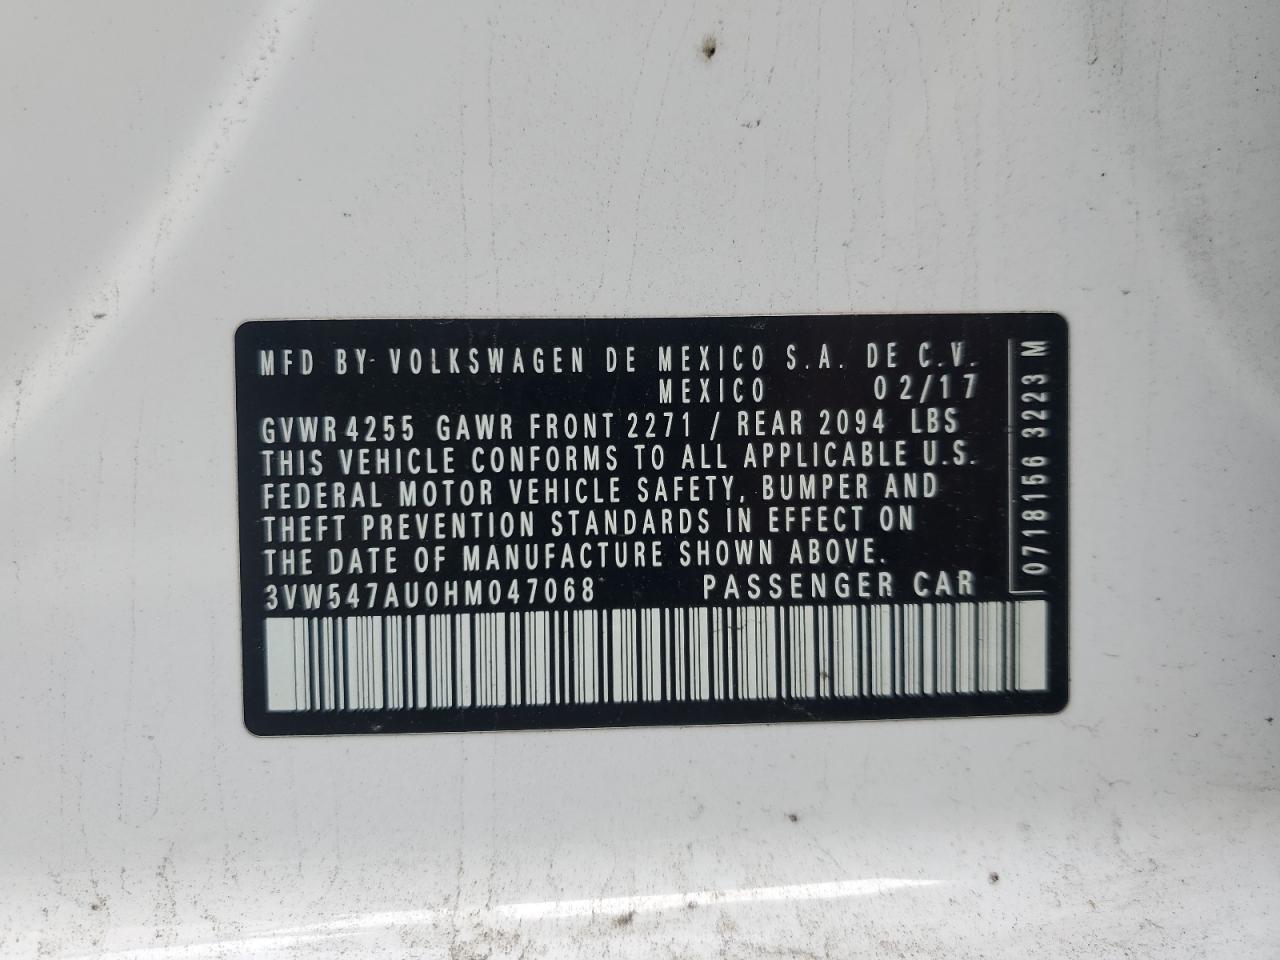 MFD BY VOLKSWAGEN DE MEXICO S.A. DE C.V.
MEXICO 02/17
GVWR 4255 GAWR FRONT 2271 / REAR 2094 LBS
THIS VEHICLE CONFORMS TO ALL APPLICABLE U.S.
FEDERAL MOTOR VEHICLE SAFETY, BUMPER AND
THEFT PREVENTION STANDARDS IN EFFECT ON
THE DATE OF MANUFACTURE SHOWN ABOVE.
3VW547AU0HM047068 PASSENGER CAR
0718156 3223 M